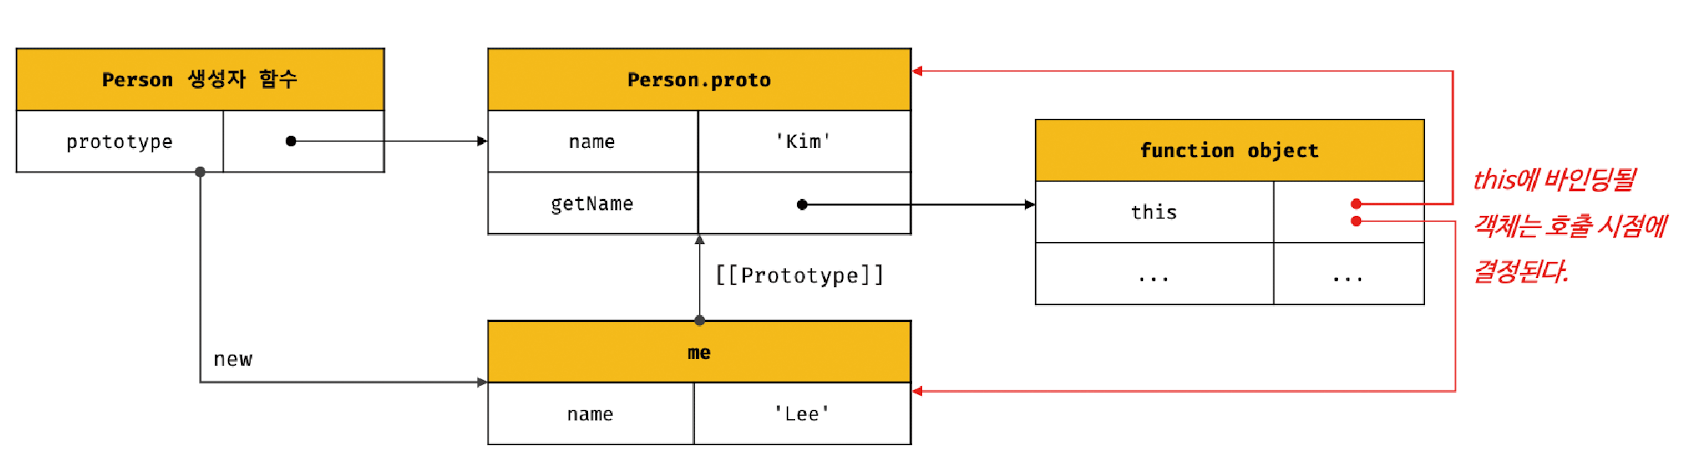 Person 생성자 함수
prototype
Person.proto
name
'Kim'
getName
function object
this
...
...
this에 바인딩될
객체는 호출 시점에
결정된다.
[[Prototype]]
new
me
name
'Lee'